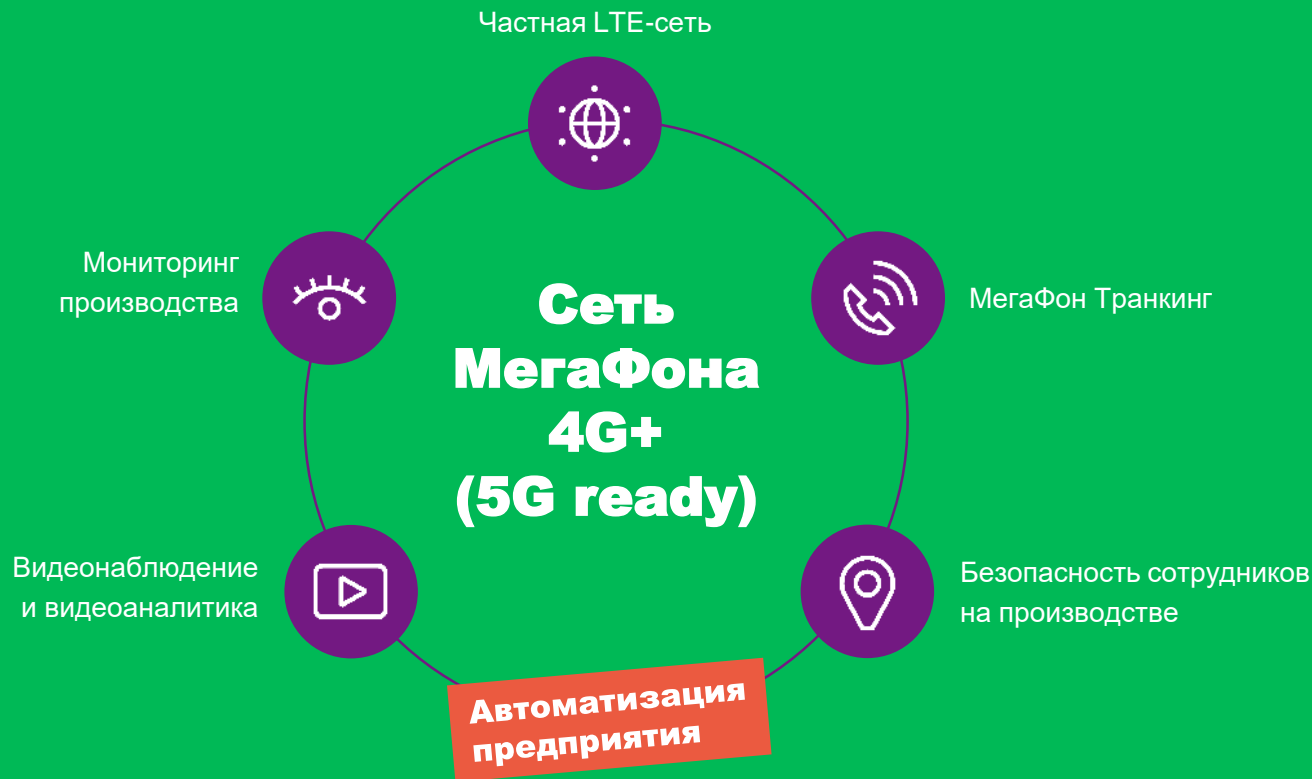 Частная LTE-сеть
Мониторинг
производства
Сеть
МегаФона
4G+
(5G ready)
МегаФон Транкинг
Видеонаблюдение
и видеоаналитика
Безопасность сотрудников
на производстве
Автоматизация
предприятия